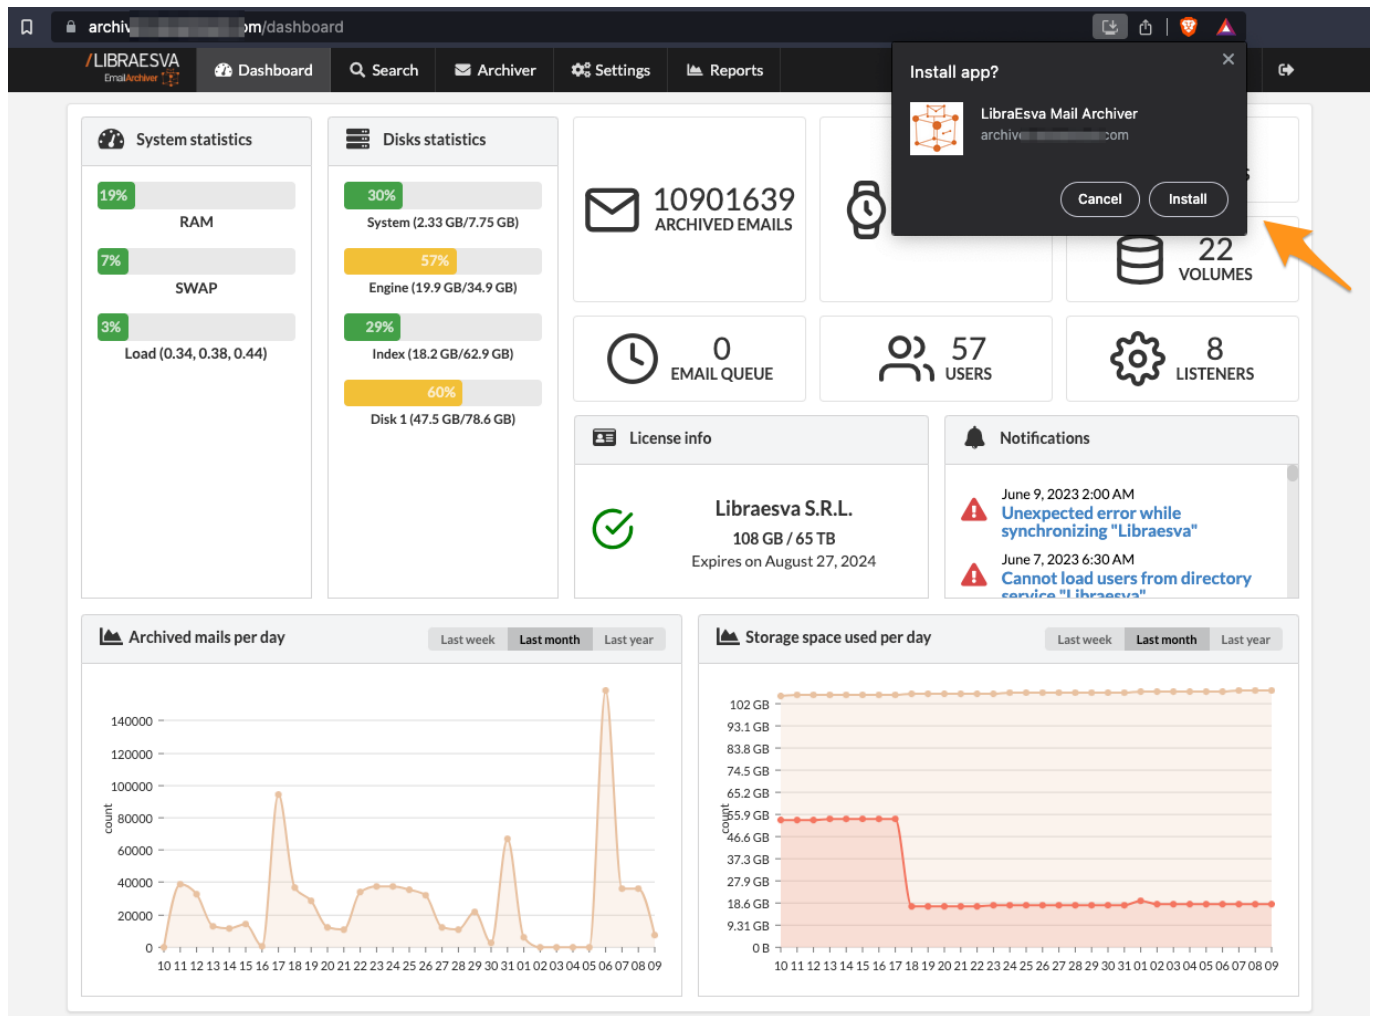 archiv
om/dashboard
/LIBRAESVA
EmailArchiver
Dashboard
Search
Archiver
Settings
Reports
Install app?
LibraEsva Mail Archiver
archiv
com
Cancel
Install
System statistics
19%
RAM
7%
SWAP
3%
Load (0.34, 0.38, 0.44)
Disks statistics
30%
System (2.33 GB/7.75 GB)
57%
Engine (19.9 GB/34.9 GB)
29%
Index (18.2 GB/62.9 GB)
60%
Disk 1 (47.5 GB/78.6 GB)
10901639
ARCHIVED EMAILS
S
22
VOLUMES
0
EMAIL QUEUE
57
USERS
8
LISTENERS
License info
Libraesva S.R.L.
108 GB / 65 TB
Expires on August 27, 2024
Notifications
June 9, 2023 2:00 AM
Unexpected error while
synchronizing "Libraesva"
June 7, 2023 6:30 AM
Cannot load users from directory
service "Libraesva"
Archived mails per day
Last week
Last month
Last year
140000
120000
100000
80000
60000
40000
20000
0
count
10 11 12 13 14 15 16 17 18 19 20 21 22 23 24 25 26 27 28 29 30 31 01 02 03 04 05 06 07 08 09
Storage space used per day
Last week
Last month
Last year
102 GB
93.1 GB
83.8 GB
74.5 GB
65.2 GB
55.9 GB
46.6 GB
37.3 GB
27.9 GB
18.6 GB
9.31 GB
0 B
count
10 11 12 13 14 15 16 17 18 19 20 21 22 23 24 25 26 27 28 29 30 31 01 02 03 04 05 06 07 08 09